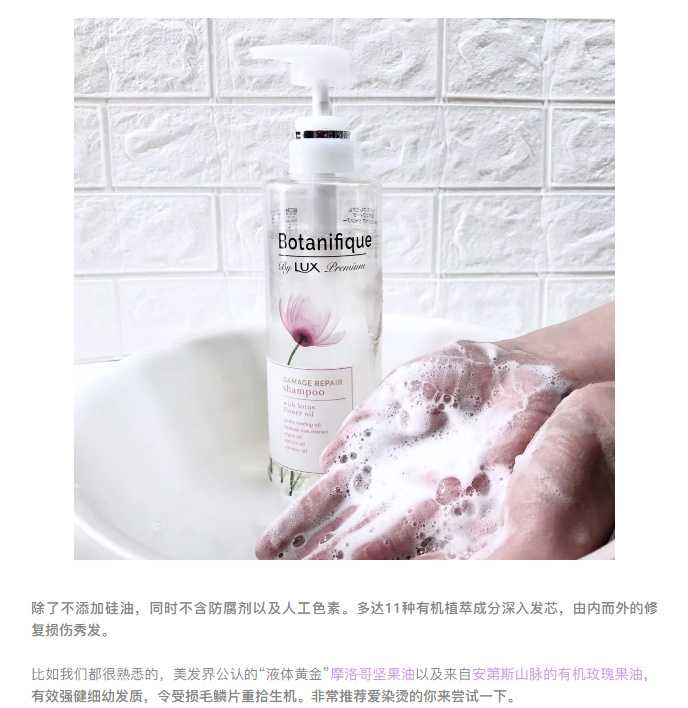 Botanifique
By LUX Premium
DAMAGE REPAIR
shampoo
with lotus
flower oil
除了不添加硅油，同时不含防腐剂以及人工色素。多达11种有机植萃成分深入发芯，由内而外的修
复损伤秀发。
比如我们都很熟悉的，美发界公认的“液体黄金”摩洛哥坚果油以及来自安第斯山脉的有机玫瑰果油，
有效强健细幼发质，令受损毛鳞片重拾生机。非常推荐爱染烫的你来尝试一下。